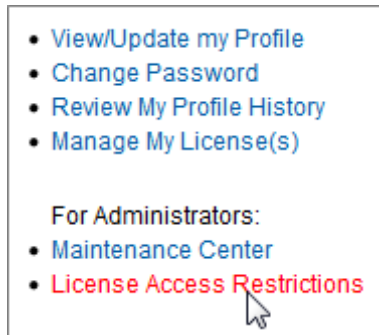 • View/Update my Profile
• Change Password
• Review My Profile History
• Manage My License(s)
For Administrators:
• Maintenance Center
• License Access Restrictions